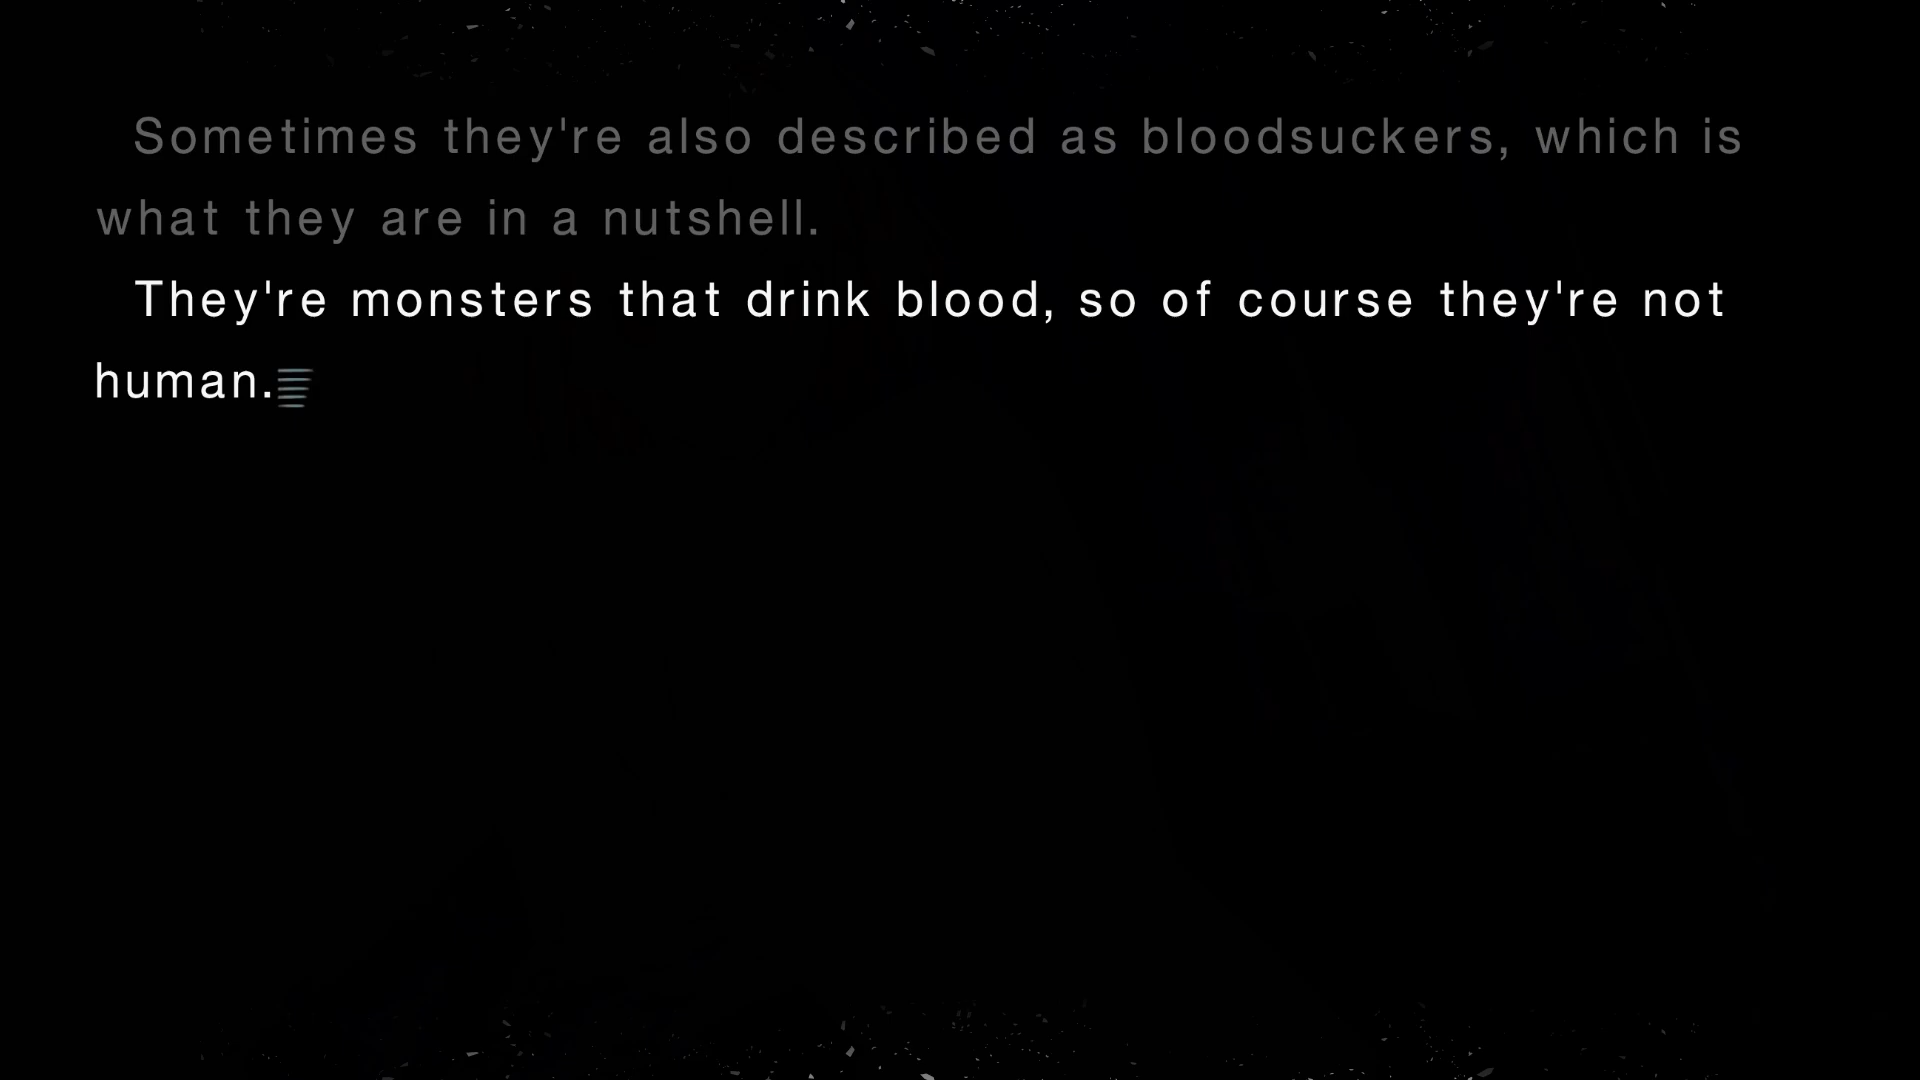 Sometimes they're also described as bloodsuckers, which is
what they are in a nutshell.
They're monsters that drink blood, so of course they're not
human.